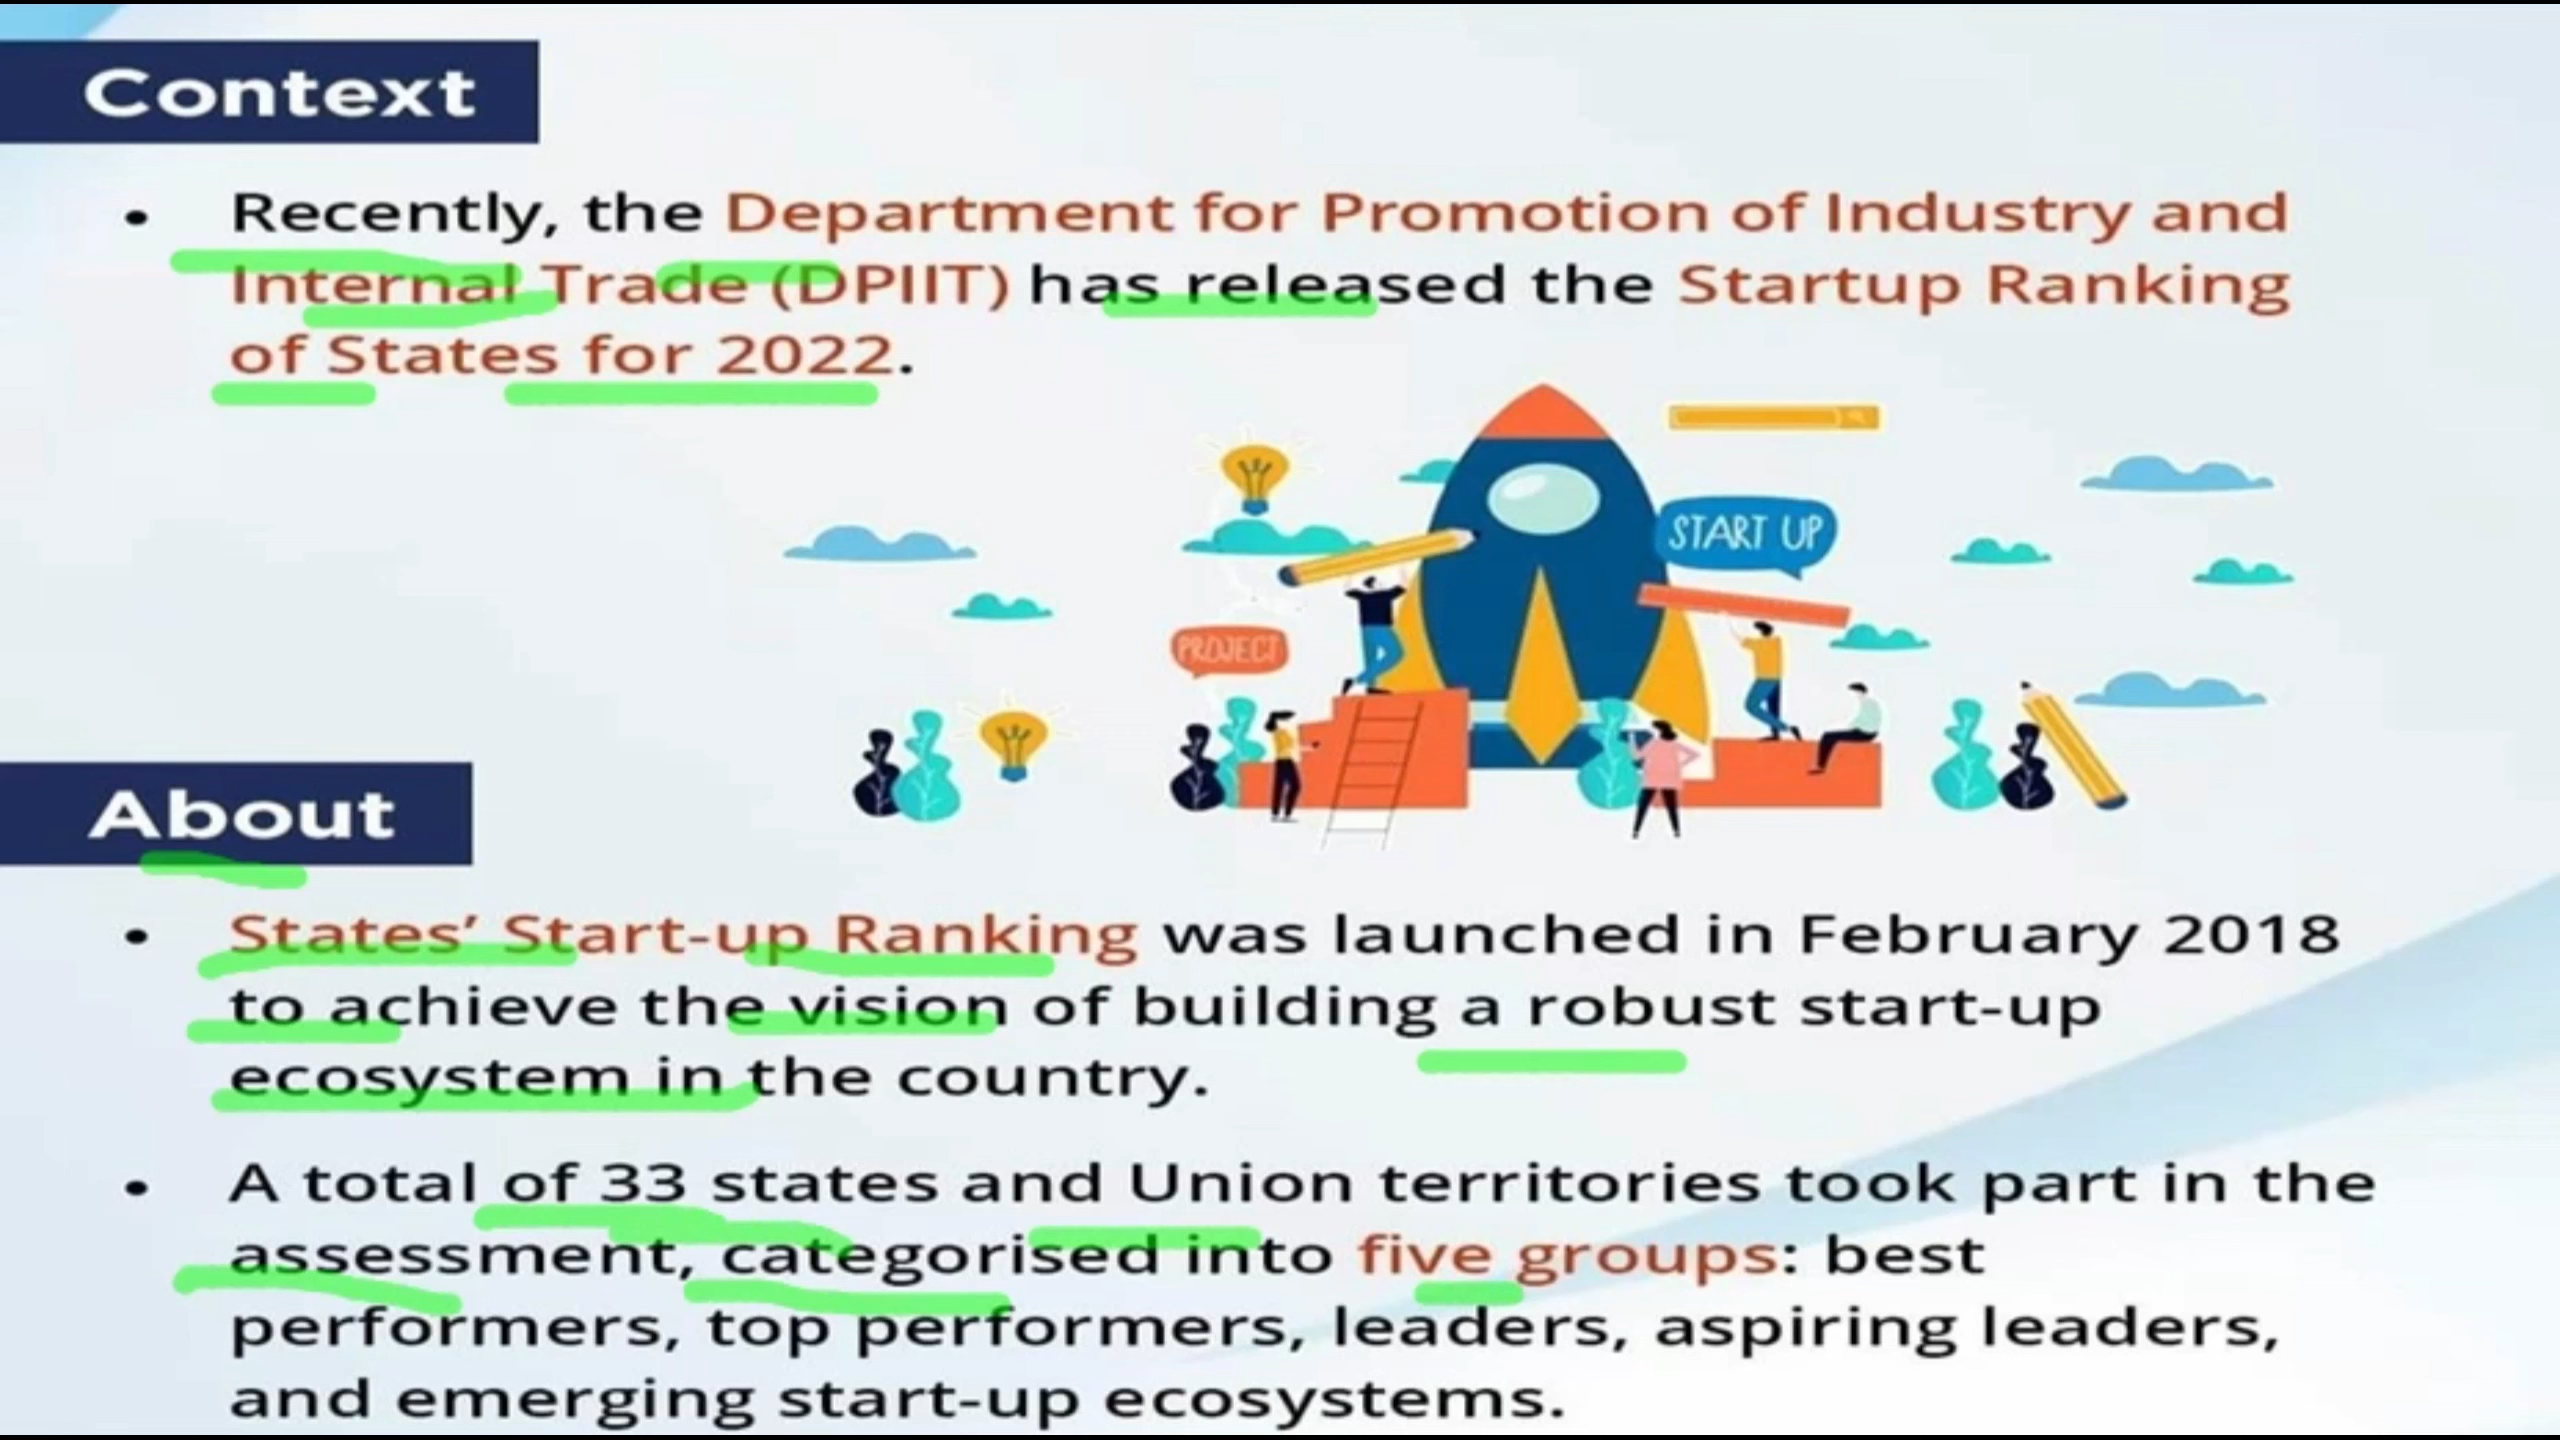 Context
• Recently, the Department for Promotion of Industry and
Internal Trade (DPIIT) has released the Startup Ranking
of States for 2022.
START UP
PROJECT
About
• States’ Start-up Ranking was launched in February 2018
to achieve the vision of building a robust start-up
ecosystem in the country.
• A total of 33 states and Union territories took part in the
assessment, categorised into five groups: best
performers, top performers, leaders, aspiring leaders,
and emerging start-up ecosystems.